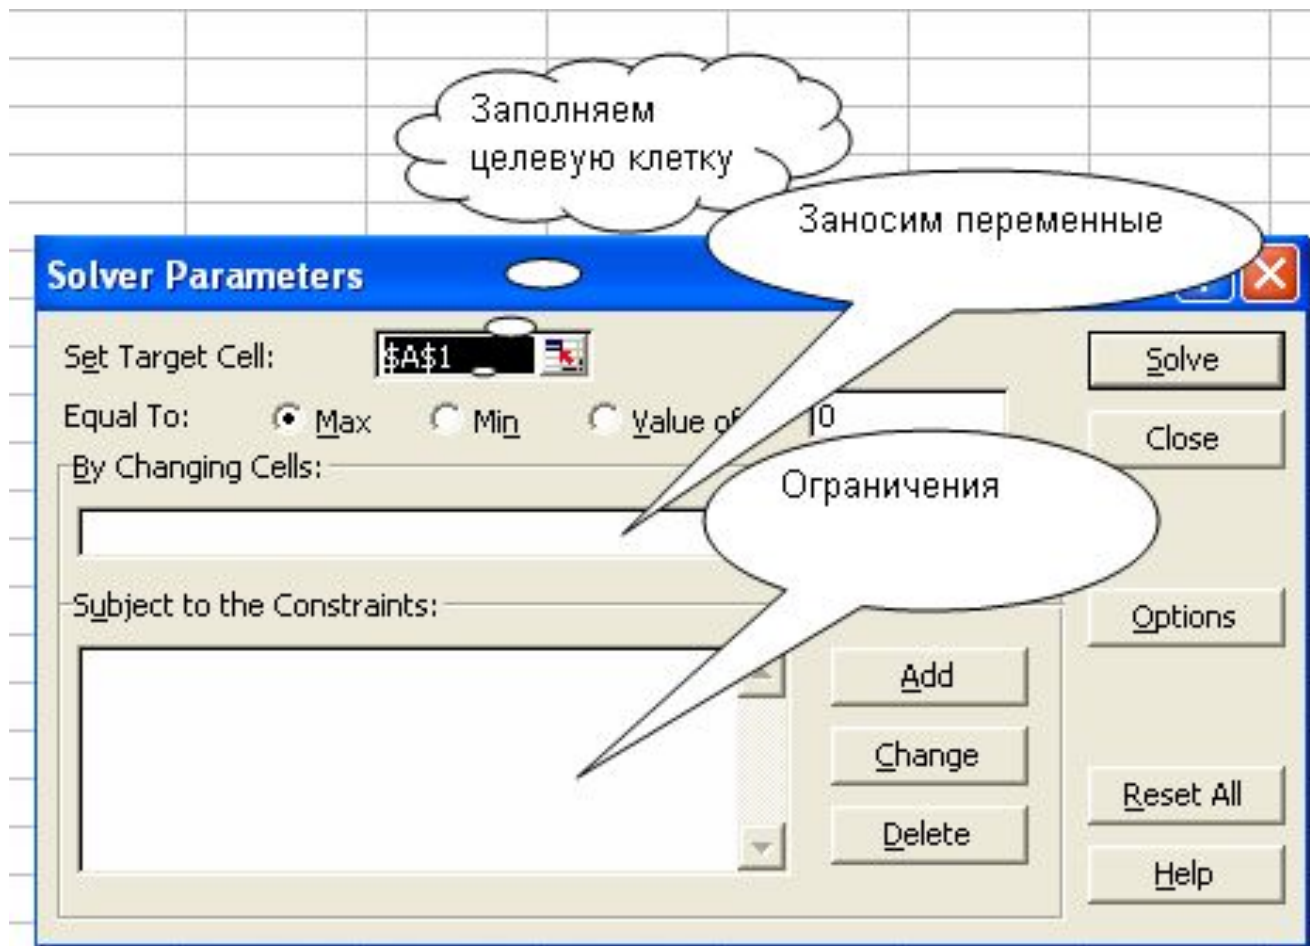 Заполняем
целевую клетку
Заносим переменные
Solver Parameters
Set Target Cell:
$A$1
Solve
Equal To:
Max
Min
Value of
0
Close
By Changing Cells:
Ограничения
Subject to the Constraints:
Options
Add
Change
Reset All
Delete
Help